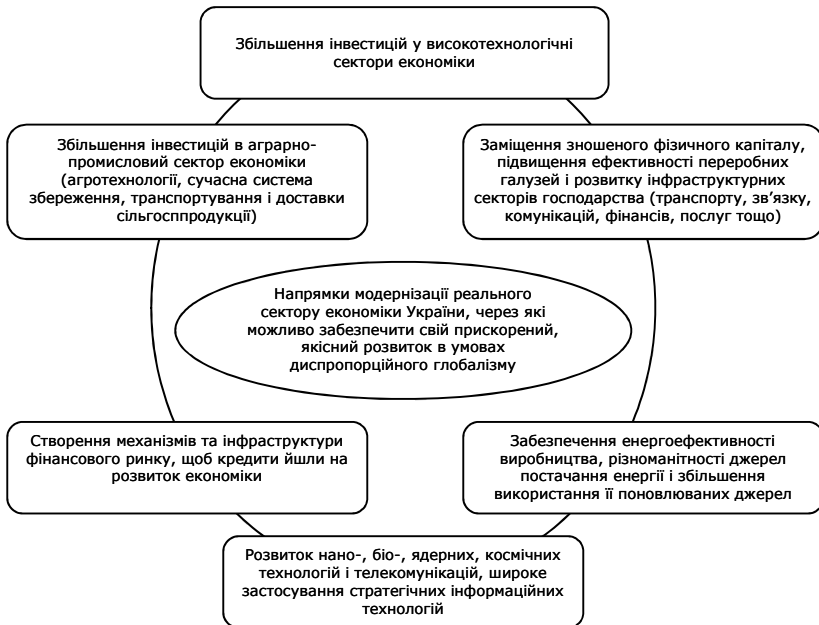 Збільшення інвестицій у високотехнологічні
сектори економіки
Збільшення інвестицій в аграрно-
промисловий сектор економіки
(агротехнології, сучасна система
збереження, транспортування і доставки
сільгосппродукції)
Заміщення зношеного фізичного капіталу,
підвищення ефективності переробних
галузей і розвитку інфраструктурних
секторів господарства (транспорту, зв’язку,
комунікацій, фінансів, послуг тощо)
Напрямки модернізації реального
сектору економіки України, через які
можливо забезпечити свій прискорений,
якісний розвиток в умовах
диспропорційного глобалізму
Створення механізмів та інфраструктури
фінансового ринку, щоб кредити йшли на
розвиток економіки
Забезпечення енергоефективності
виробництва, різноманітності джерел
постачання енергії і збільшення
використання її поновлюваних джерел
Розвиток нано-, біо-, ядерних, космічних
технологій і телекомунікацій, широке
застосування стратегічних інформаційних
технологій